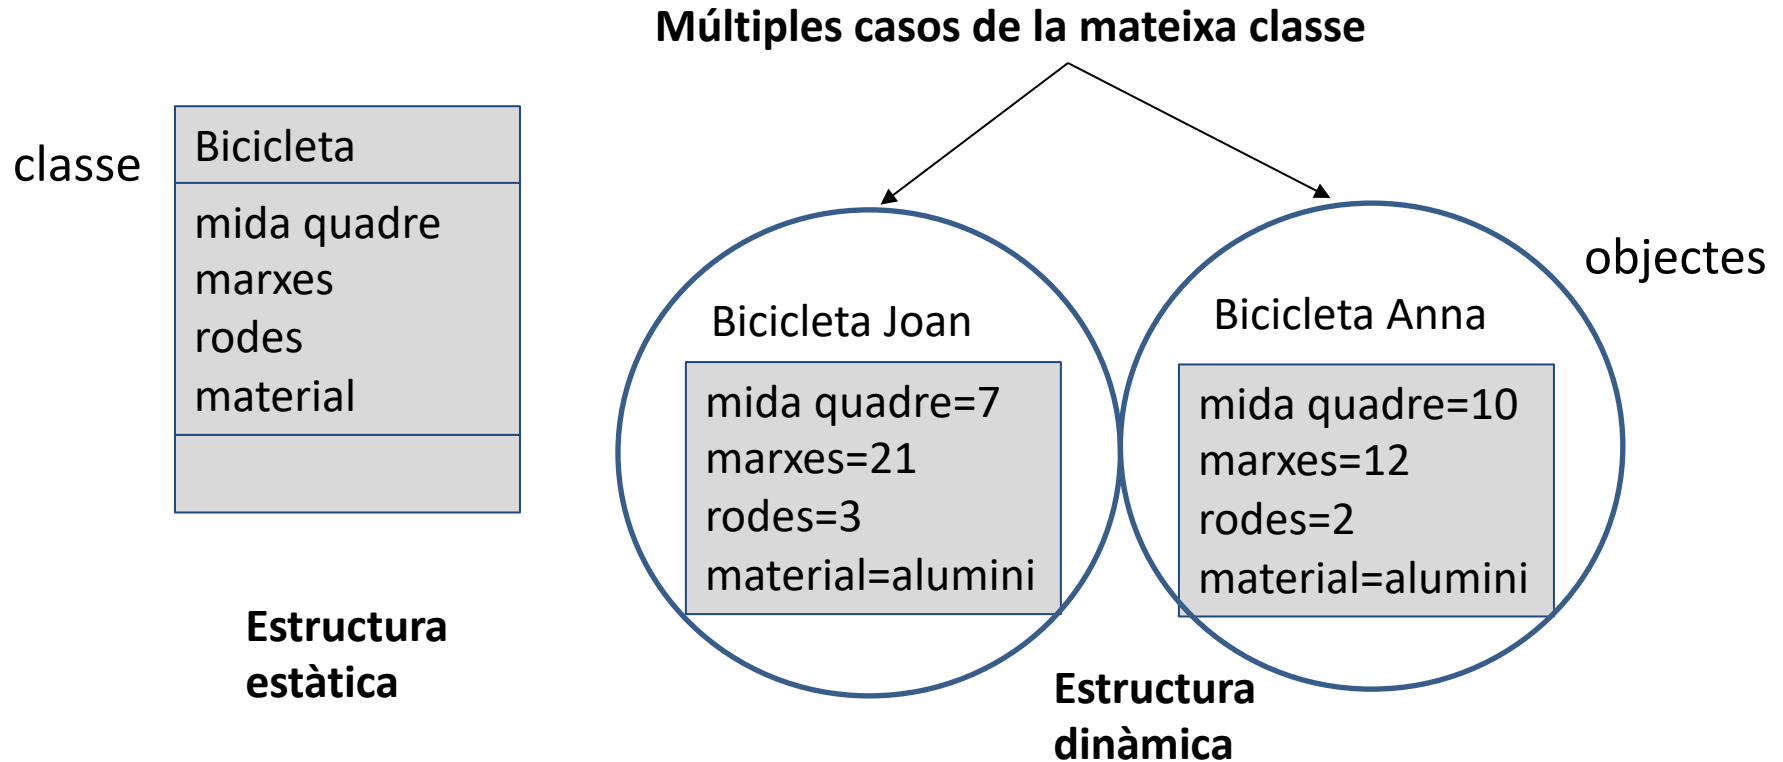 Múltiples casos de la mateixa classe
classe
Bicicleta
mida quadre
marxes
rodes
material
Estructura
estàtica
objectes
Bicicleta Joan
mida quadre=7
marxes=21
rodes=3
material=alumini
Bicicleta Anna
mida quadre=10
marxes=12
rodes=2
material=alumini
Estructura
dinàmica